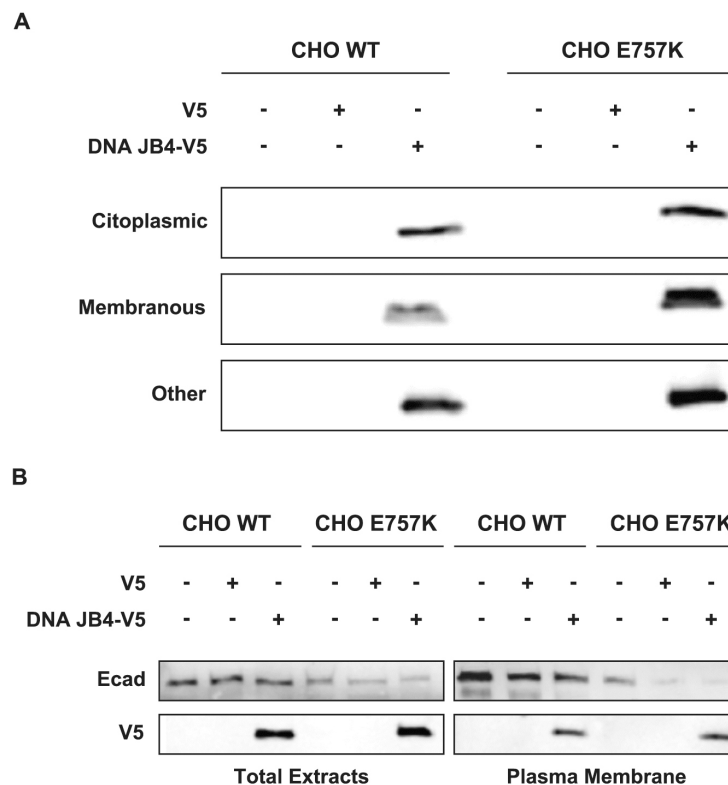 A
CHO WT CHO E757K
V5 - + - - + -
DNA JB4-V5 - - + - - +
Citoplasmic
Membranous
Other
B
CHO WT CHO E757K CHO WT CHO E757K
V5 - + - - + - - + - - + -
DNA JB4-V5 - - + - - + - - + - - +
Ecad
V5
Total Extracts Plasma Membrane